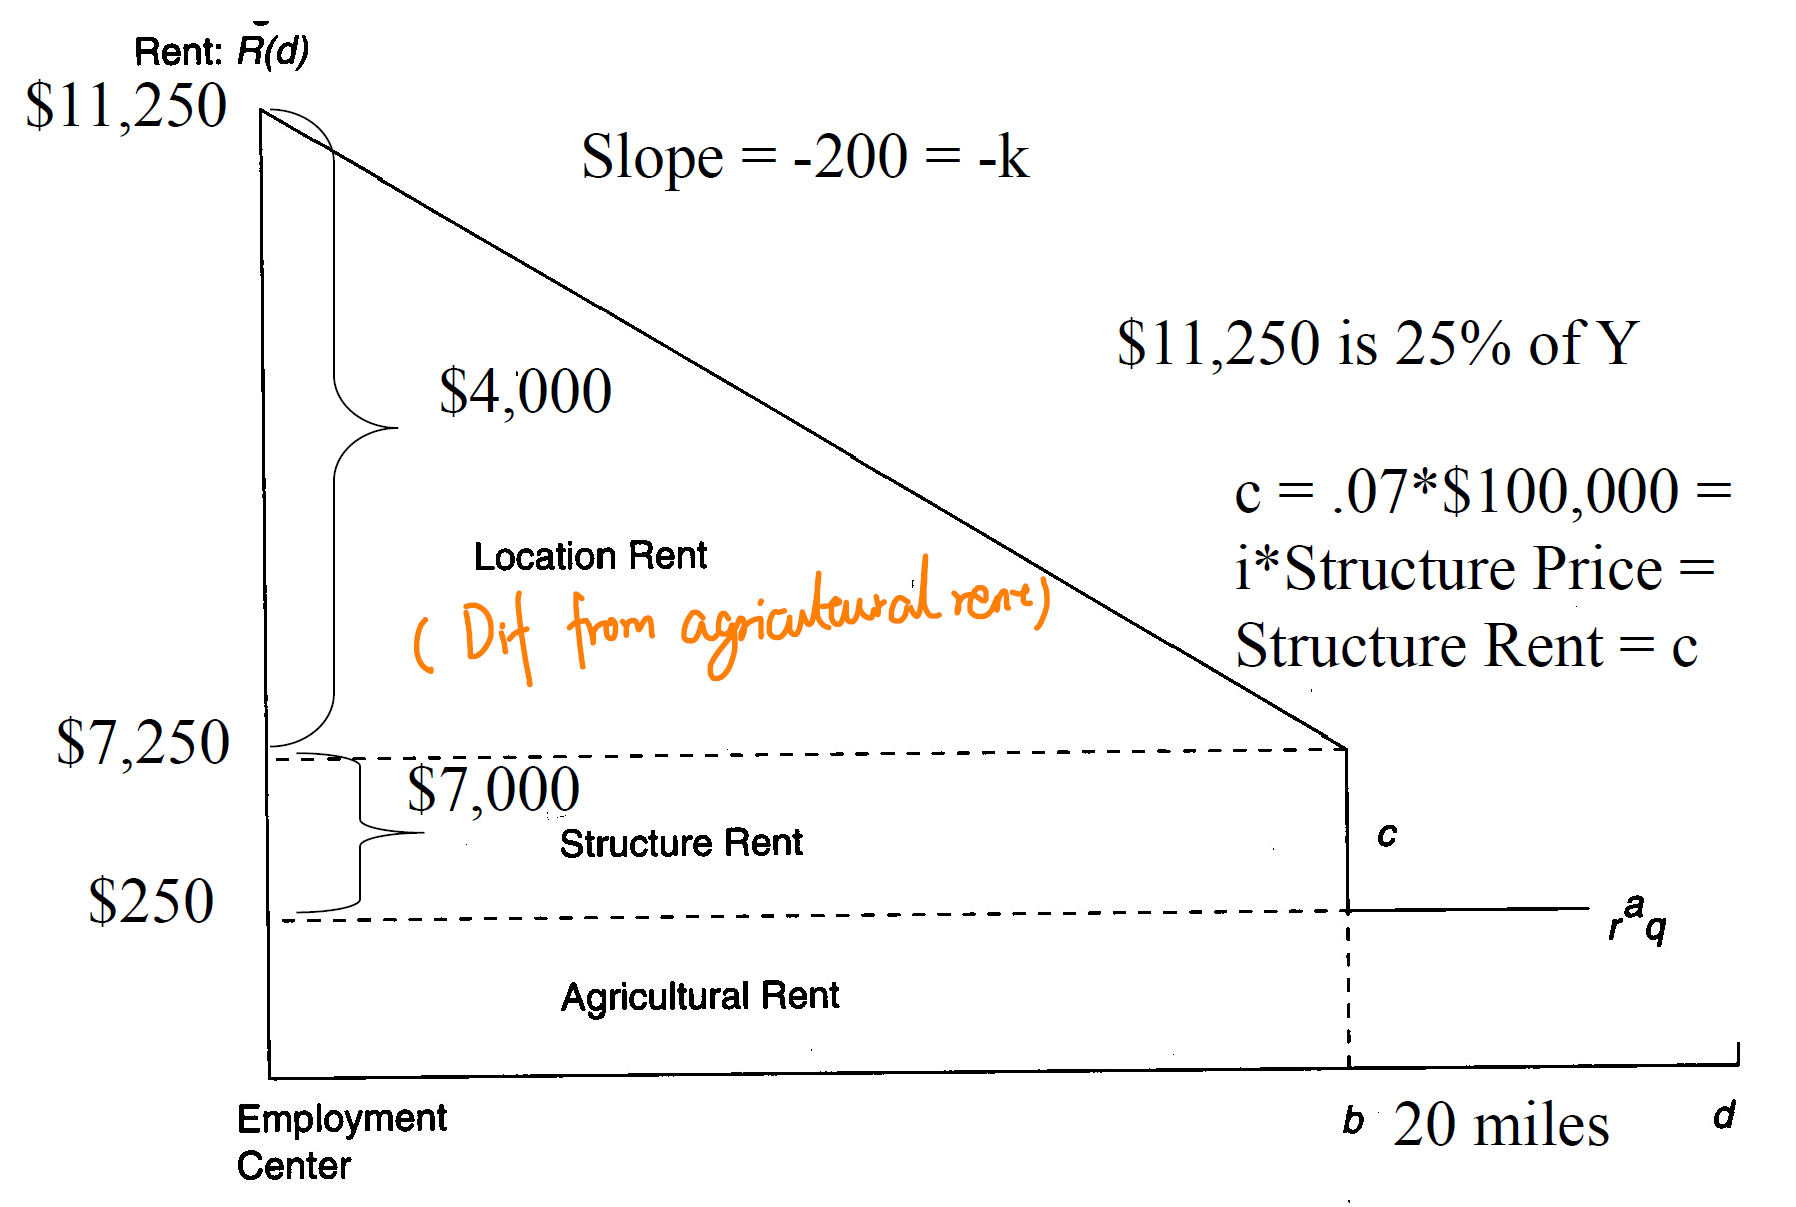 Rent: R(d)
$11,250
Slope = -200 = -k
$11,250 is 25% of Y
$4,000
c = .07*$100,000 =
i*Structure Price =
Structure Rent = c
Location Rent
( Dif from agricultural rent)
$7,250
$7,000
Structure Rent
c
$250
r^a q
Agricultural Rent
Employment
Center
b 20 miles d